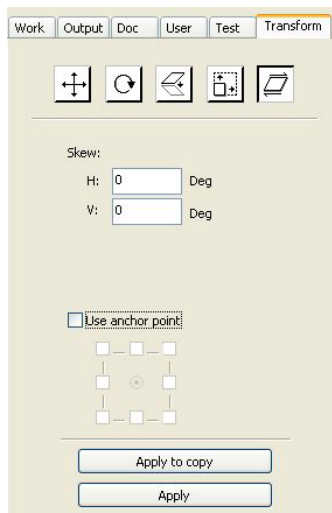 Work Output Doc User Test Transform
Skew:
H: 0 Deg
V: 0 Deg
Use anchor point
Apply to copy
Apply